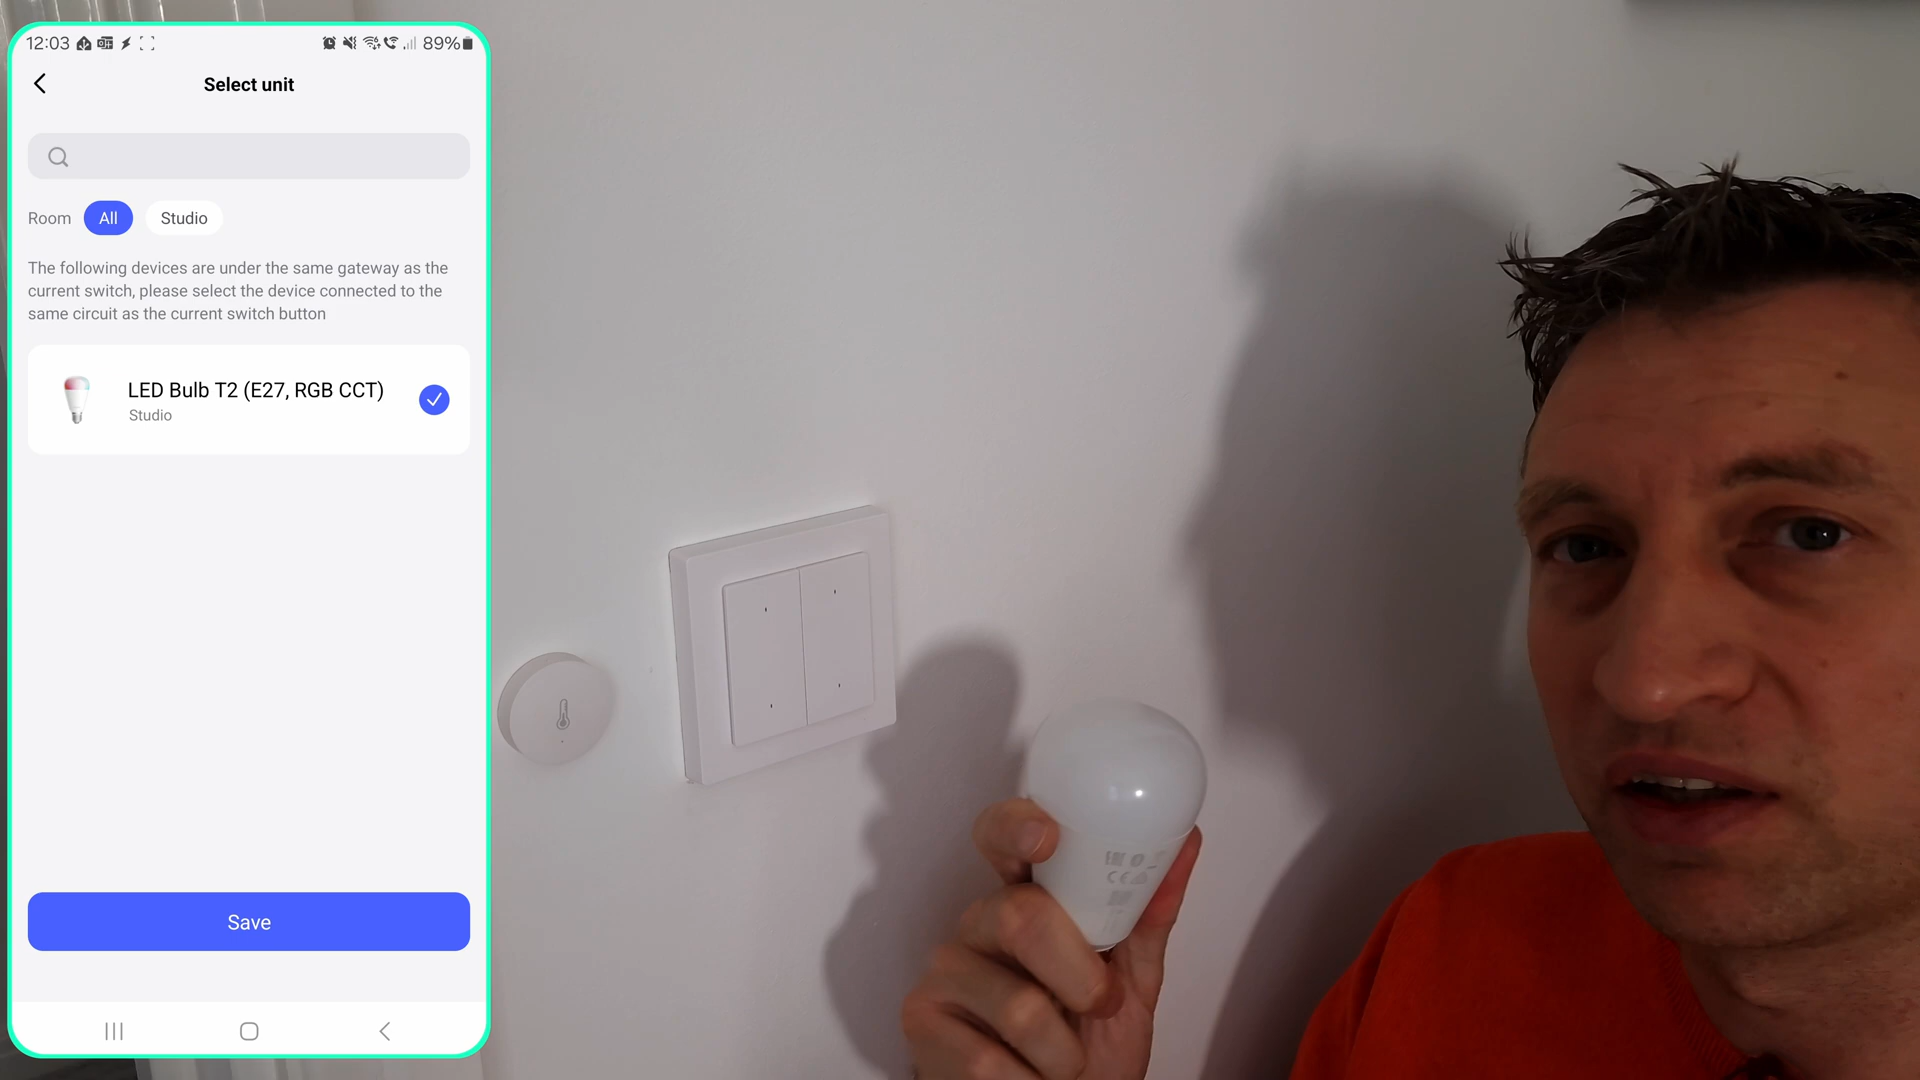 12:03
89%
Select unit
Room
All
Studio
The following devices are under the same gateway as the
current switch, please select the device connected to the
same circuit as the current switch button
LED Bulb T2 (E27, RGB CCT)
Studio
Save
EAC
CE